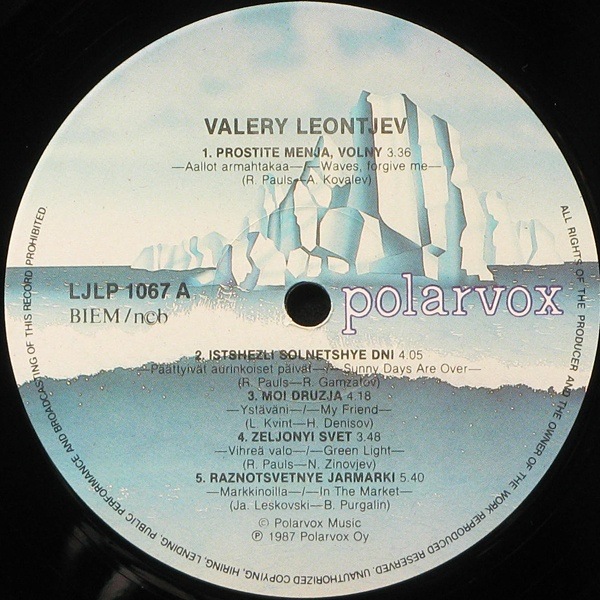 VALERY LEONTJEV
1. PROSTITE MENJA, VOLNY 3.36
—Aallot armahtakaa—/—Waves, forgive me—
(R. Pauls—A. Kovalev)
LJLP 1067 A
BIEM/ncb
polarvox
2. ISTSHEZLI SOLNETSHYE DNI 4.05
—Päättyivät aurinkoiset päivät—/—Sunny Days Are Over—
(R. Pauls—R. Gamzatov)
3. MOI DRUZJA 4.18
—Ystäväni—/—My Friend—
(L. Kvint—H. Denisov)
4. ZELJONYI SVET 3.48
—Vihreä valo—/—Green Light—
(R. Pauls—N. Zinovjev)
5. RAZNOTSVETNYE JARMARKI 5.40
—Markkinoilla—/—In The Market—
(Ja. Leskovski—B. Purgalin)
© Polarvox Music
℗ 1987 Polarvox Oy
ALL RIGHTS OF THE PRODUCER AND THE OWNER OF THE WORK REPRODUCED RESERVED. UNAUTHORIZED COPYING, HIRING, LENDING, PUBLIC PERFORMANCE AND BROADCASTING OF THIS RECORD PROHIBITED.